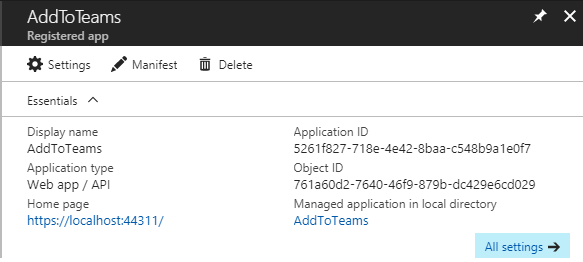 AddToTeams
Registered app
Settings Manifest Delete
Essentials
Display name
AddToTeams
Application type
Web app / API
Home page
https://localhost:44311/
Application ID
5261f827-718e-4e42-8baa-c548b9a1e0f7
Object ID
761a60d2-7640-46f9-879b-dc429e6cd029
Managed application in local directory
AddToTeams
All settings